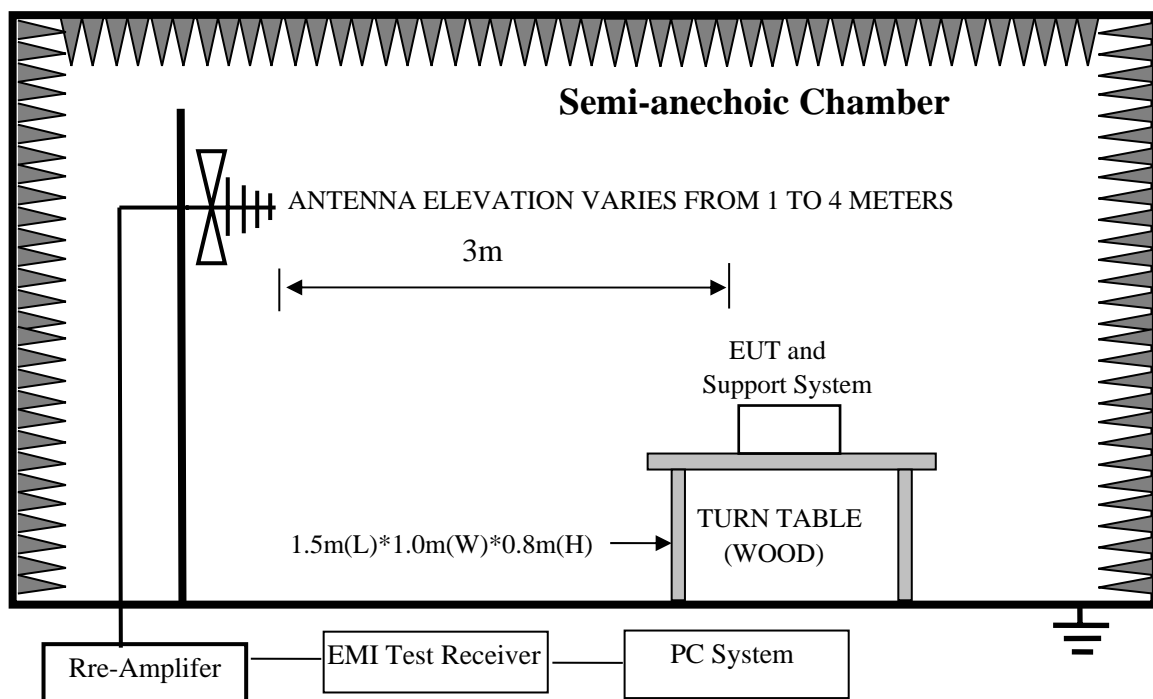 Semi-anechoic Chamber
ANTENNA ELEVATION VARIES FROM 1 TO 4 METERS
3m
EUT and
Support System
TURN TABLE
(WOOD)
1.5m(L)*1.0m(W)*0.8m(H)
Rre-Amplifer
EMI Test Receiver
PC System